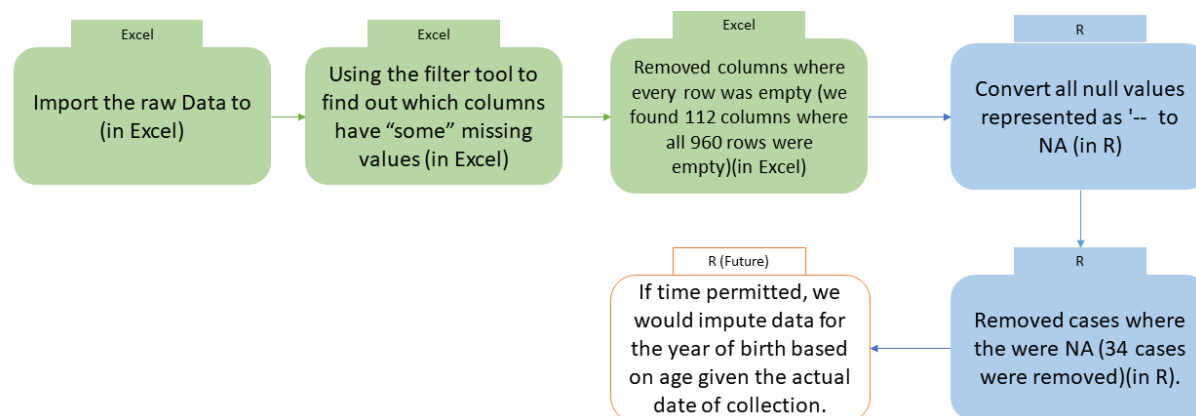 Excel
Import the raw Data to
(in Excel)
Excel
Using the filter tool to
find out which columns
have “some” missing
values (in Excel)
Excel
Removed columns where
every row was empty (we
found 112 columns where
all 960 rows were
empty)(in Excel)
R
Convert all null values
represented as '-- to
NA (in R)
R
Removed cases where
the were NA (34 cases
were removed)(in R).
R (Future)
If time permitted, we
would impute data for
the year of birth based
on age given the actual
date of collection.